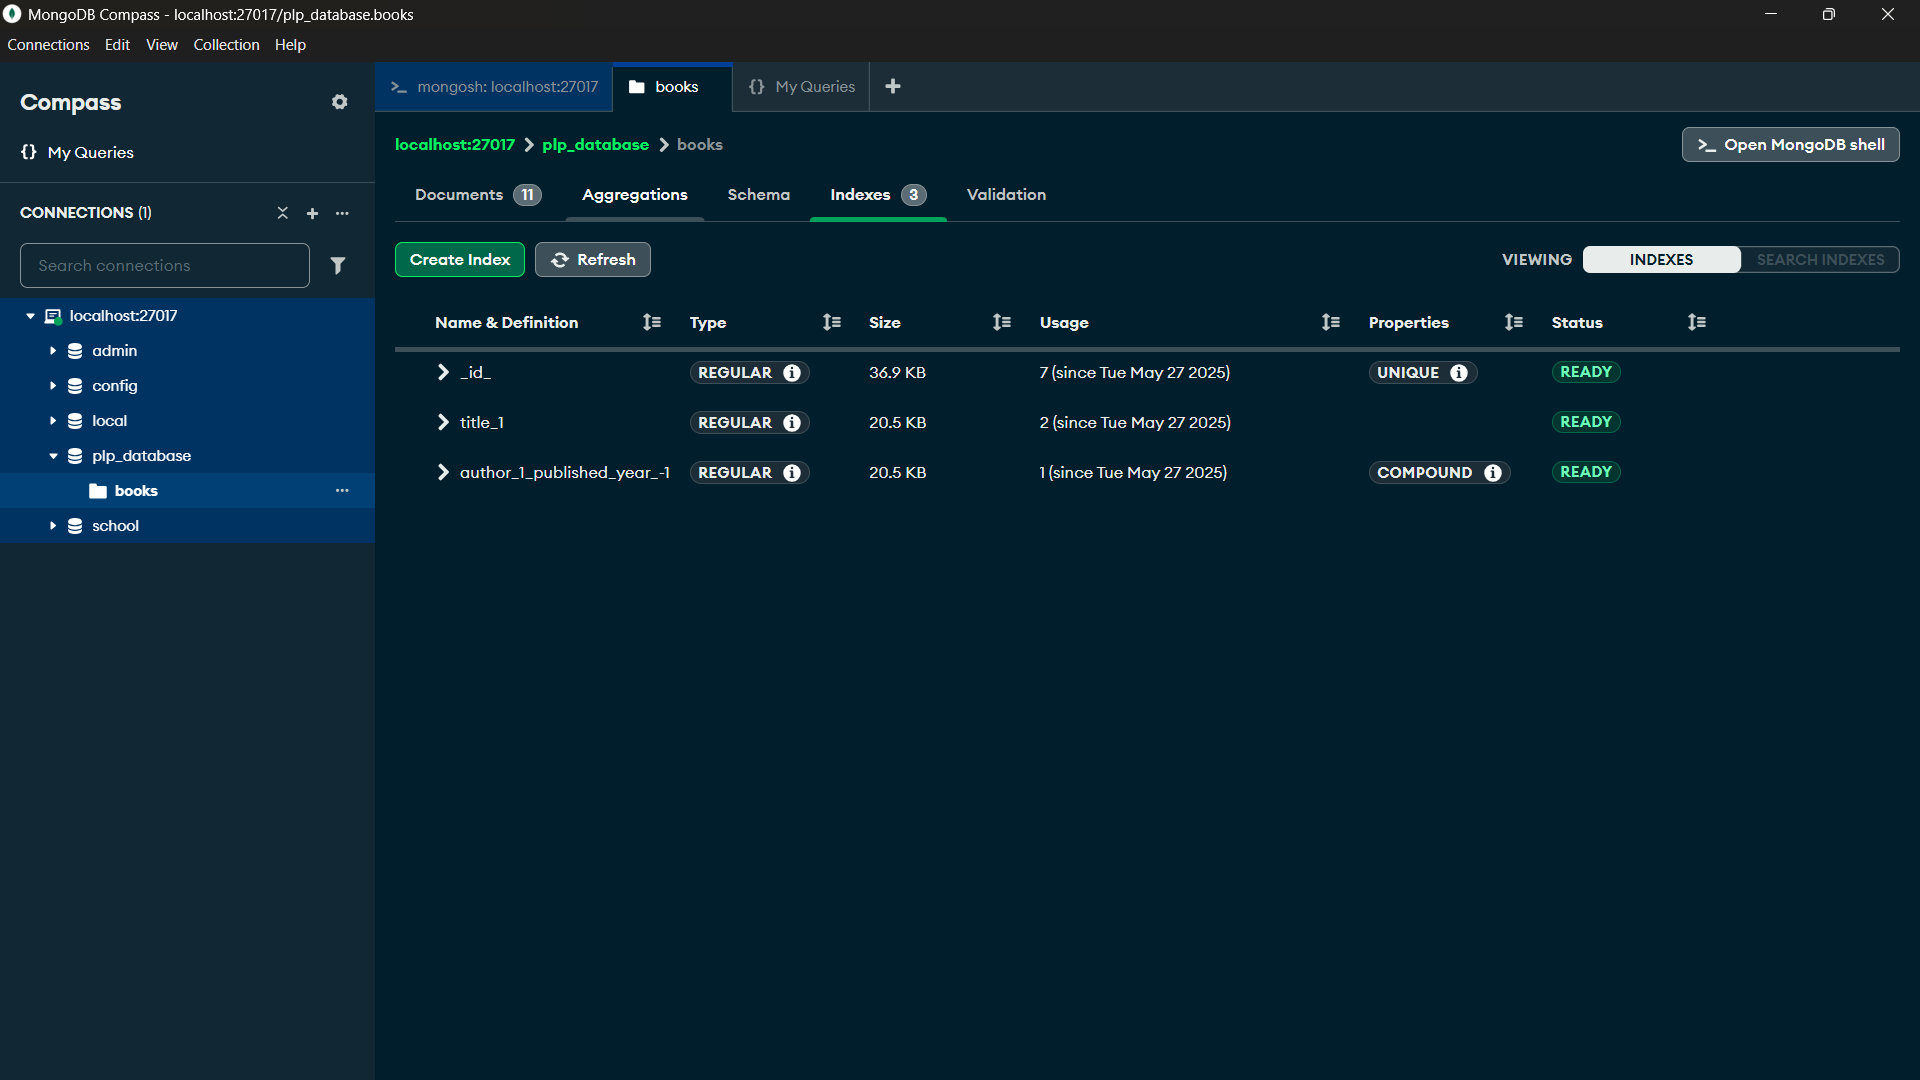 MongoDB Compass - localhost:27017/plp_database.books
Connections Edit View Collection Help
Compass
{} My Queries
CONNECTIONS (1)
Search connections
localhost:27017
admin
config
local
plp_database
books
school
>_ mongosh: localhost:27017 books {} My Queries +
localhost:27017 > plp_database > books
>_ Open MongoDB shell
Documents 11 Aggregations Schema Indexes 3 Validation
Create Index Refresh VIEWING INDEXES SEARCH INDEXES
Name & Definition Type Size Usage Properties Status
_id_ REGULAR 36.9 KB 7 (since Tue May 27 2025) UNIQUE READY
title_1 REGULAR 20.5 KB 2 (since Tue May 27 2025) READY
author_1_published_year_-1 REGULAR 20.5 KB 1 (since Tue May 27 2025) COMPOUND READY